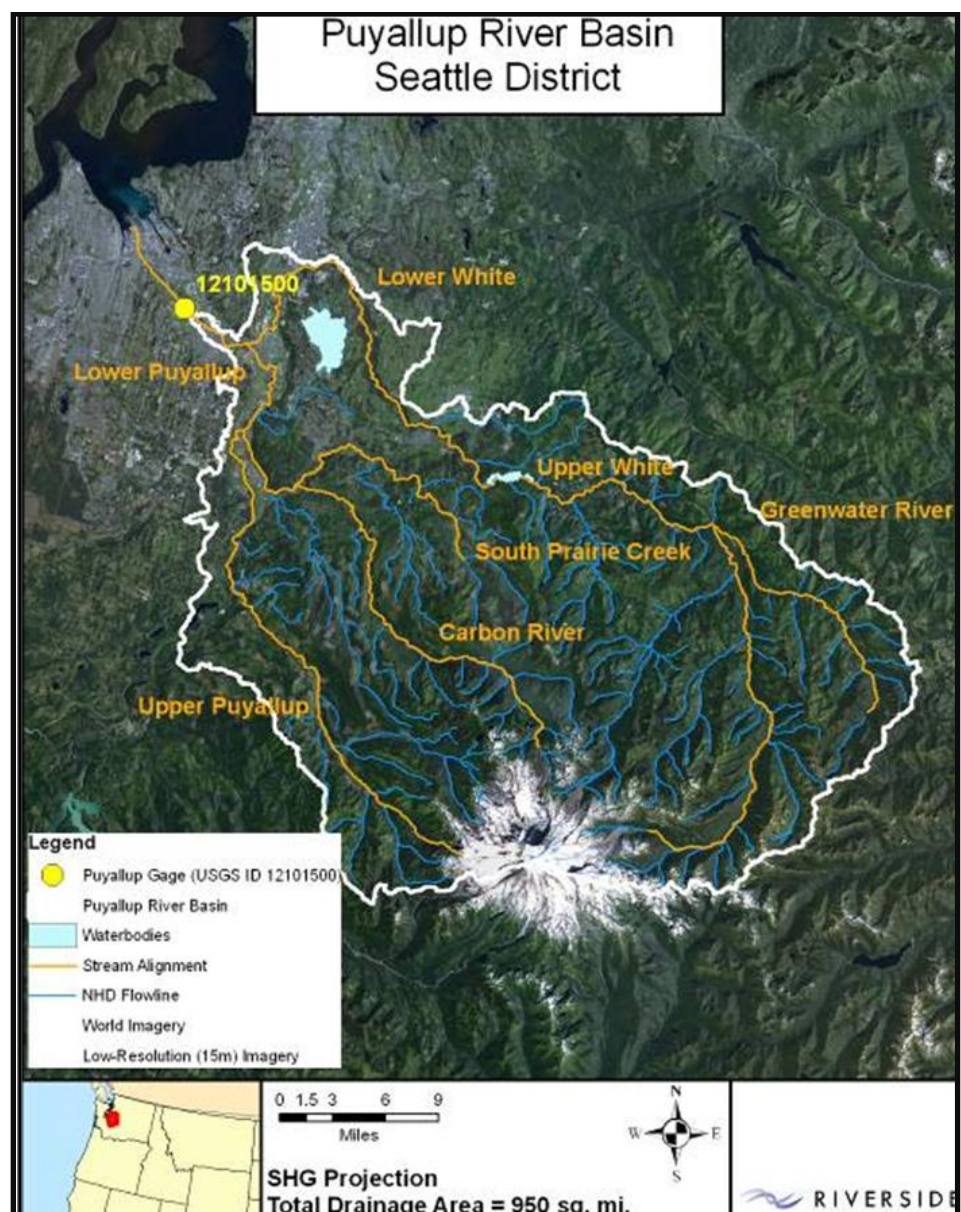 Puyallup River Basin
Seattle District
12101500
Lower White
Lower Puyallup
Upper White
Greenwater River
South Prairie Creek
Carbon River
Upper Puyallup
Legend
Puyallup Gage (USGS ID 12101500)
Puyallup River Basin
Waterbodies
Stream Alignment
NHD Flowline
World Imagery
Low-Resolution (15m) Imagery
0 1.5 3 6 9
Miles
N
W E
S
SHG Projection
Total Drainage Area = 950 sq. mi.
RIVERSIDE